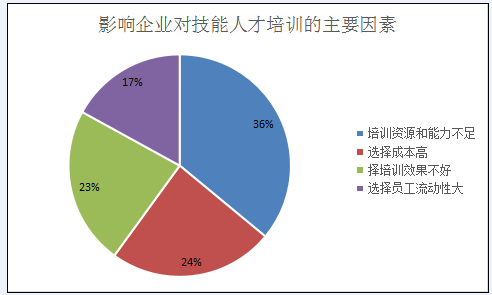 影响企业对技能人才培训的主要因素
17%
36%
23%
24%
培训资源和能力不足
选择成本高
择培训效果不好
选择员工流动性大